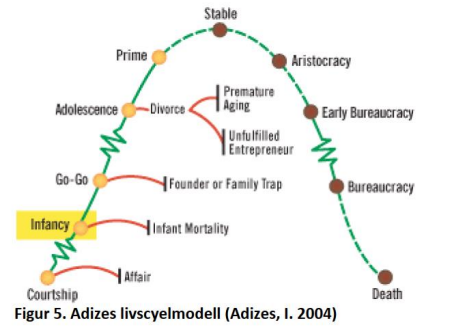 Stable
Prime
Aristocracy
Premature
Aging
Adolescence
Divorce
Early Bureaucracy
Unfulfilled
Entrepreneur
Go-Go
Founder or Family Trap
Bureaucracy
Infancy
Infant Mortality
Affair
Courtship
Death
Figur 5. Adizes livscyelmodell (Adizes, I. 2004)